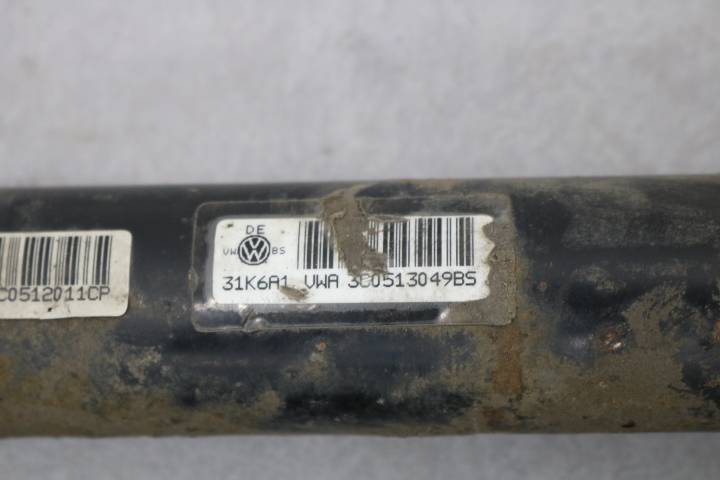 DE
VW BS
31K6A1 VWA 3C0513049BS
C0512011CP